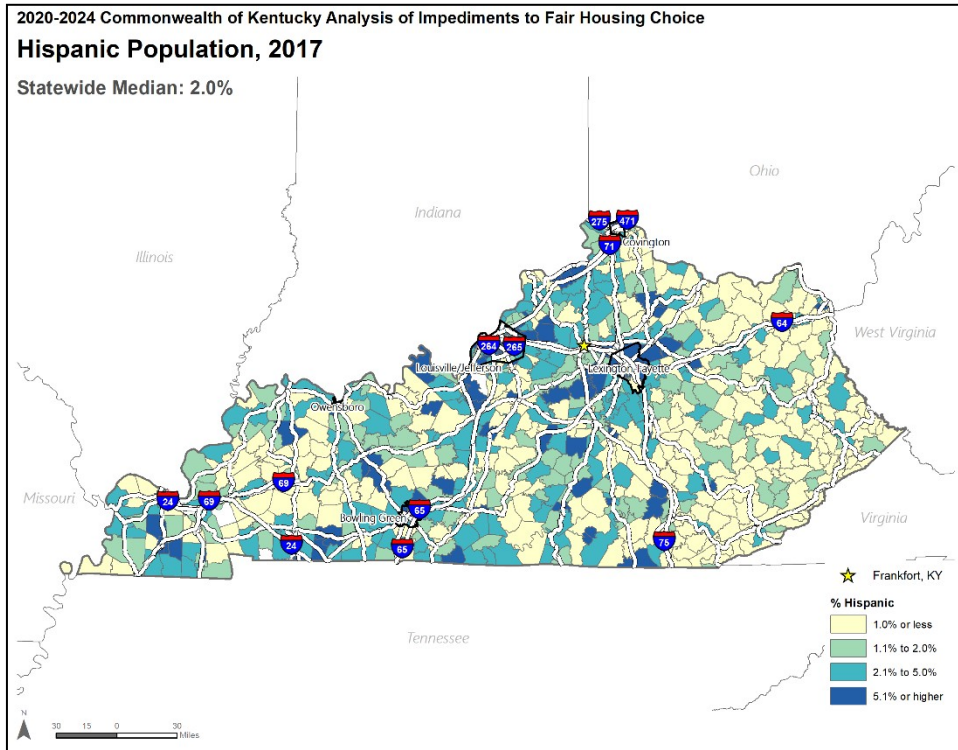 2020-2024 Commonwealth of Kentucky Analysis of Impediments to Fair Housing Choice
Hispanic Population, 2017
Statewide Median: 2.0%
Ohio
Indiana
Illinois
275
471
71
Covington
64
West Virginia
264
265
Louisville/Jefferson
Lexington-Fayette
Owensboro
Missouri
24
69
69
65
Bowling Green
Virginia
24
65
75
Tennessee
Frankfort, KY
% Hispanic
1.0% or less
1.1% to 2.0%
2.1% to 5.0%
5.1% or higher
N
30 15 0 30
Miles